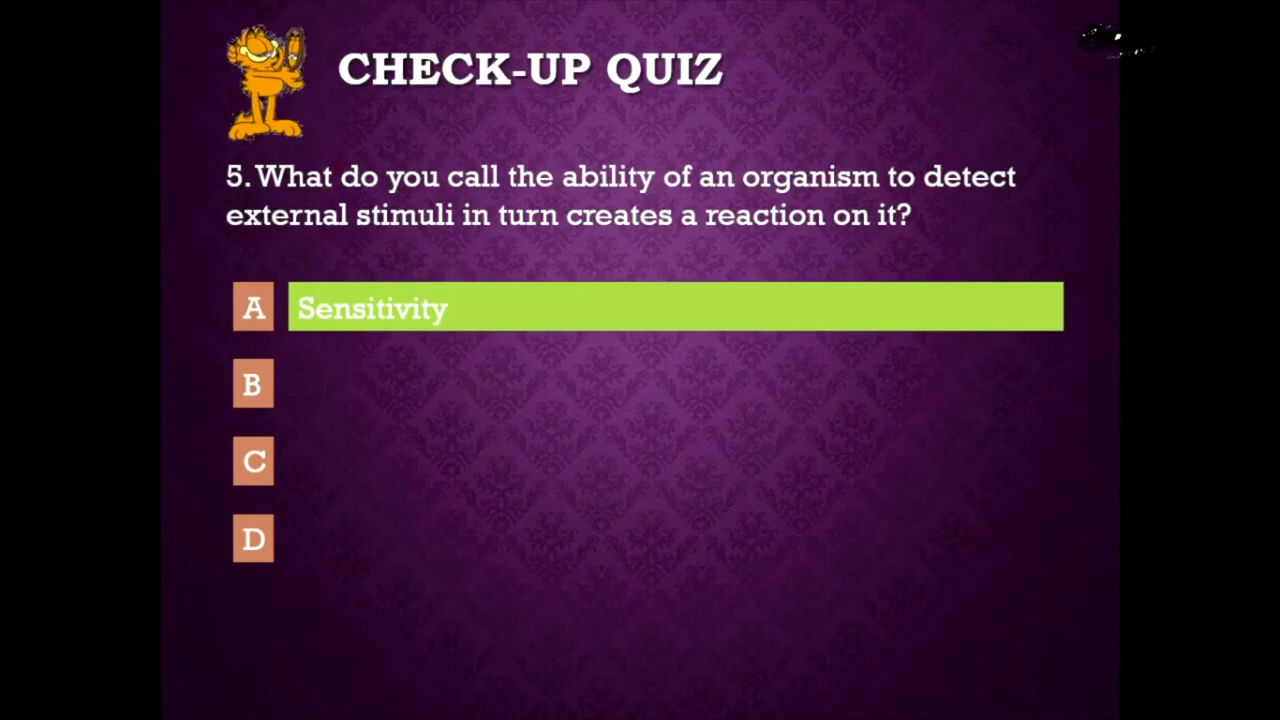 CHECK-UP QUIZ
5. What do you call the ability of an organism to detect
external stimuli in turn creates a reaction on it?
A Sensitivity
B
C
D